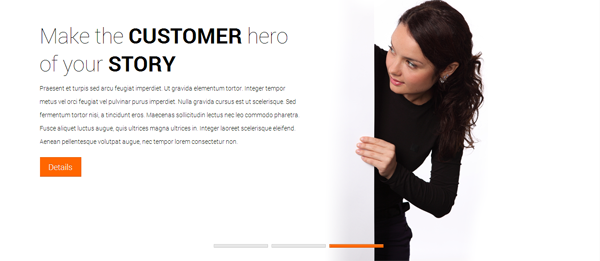 Make the CUSTOMER hero
of your STORY
Praesent et turpis sed arcu feugiat imperdiet. Ut gravida elementum tortor. Integer tempor
metus vel orci feugiat vel pulvinar purus imperdiet. Nulla gravida cursus est ut scelerisque. Sed
fermentum tortor nisi, a tincidunt eros. Maecenas sollicitudin lectus nec leo commodo pharetra.
Fusce aliquet luctus augue, quis ultrices magna ultrices in. Integer laoreet scelerisque eleifend.
Aenean pellentesque volutpat augue, nec tempor lorem consectetur non.
Details